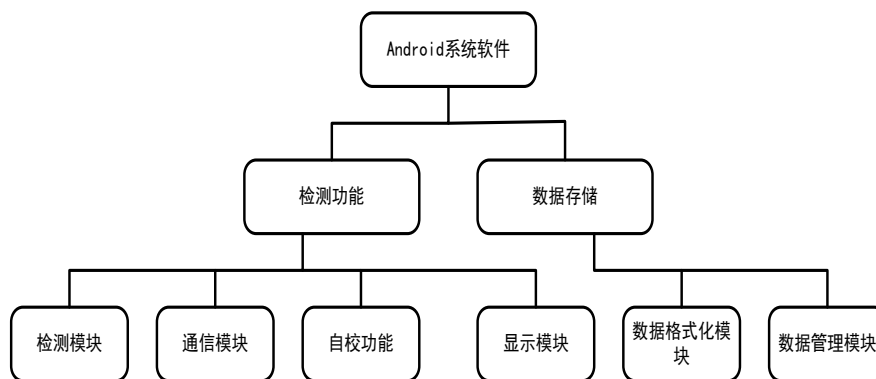 Android系统软件
检测功能
数据存储
检测模块
通信模块
自校功能
显示模块
数据格式化模
块
数据管理模块